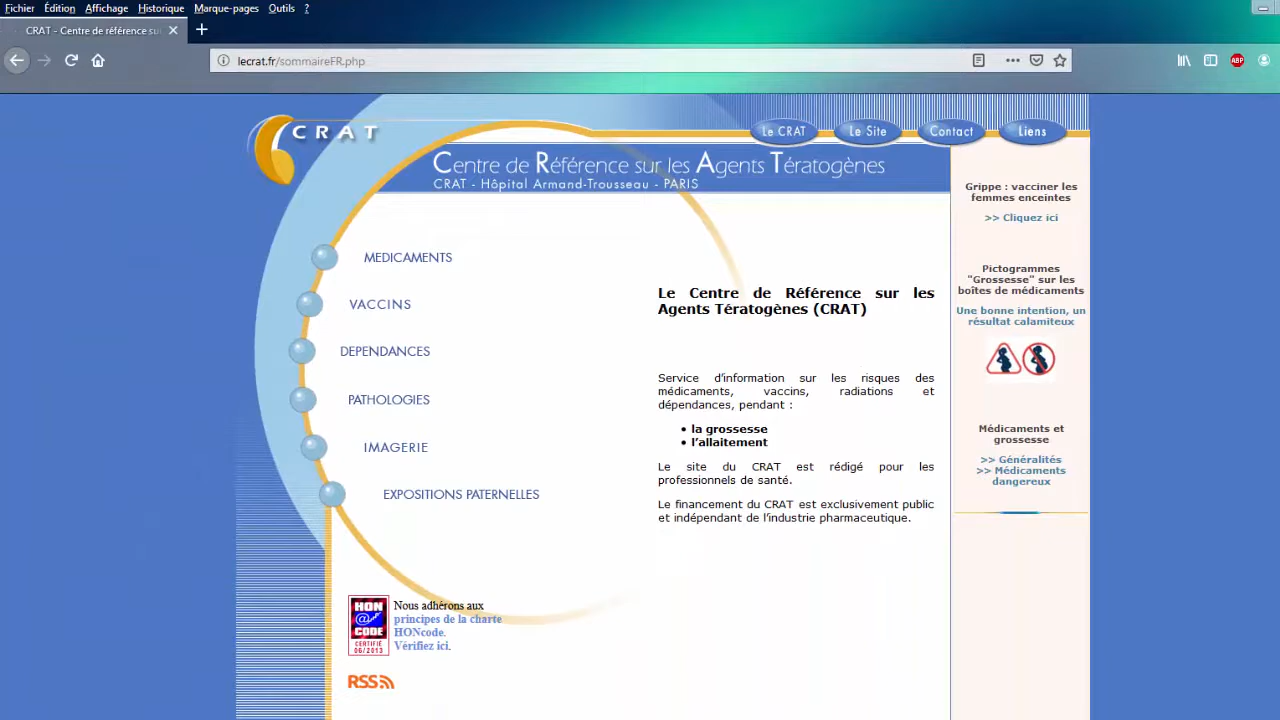 Fichier Édition Affichage Historique Marque-pages Outils ?
CRAT - Centre de référence su
lecrat.fr/sommaireFR.php
ABP
CRAT
Le CRAT Le Site Contact Liens
Centre de Référence sur les Agents Tératogènes
CRAT - Hôpital Armand-Trousseau - PARIS
MEDICAMENTS
VACCINS
DEPENDANCES
PATHOLOGIES
IMAGERIE
EXPOSITIONS PATERNELLES
Le Centre de Référence sur les
Agents Tératogènes (CRAT)
Service d'information sur les risques des
médicaments, vaccins, radiations et
dépendances, pendant :
• la grossesse
• l'allaitement
Le site du CRAT est rédigé pour les
professionnels de santé.
Le financement du CRAT est exclusivement public
et indépendant de l'industrie pharmaceutique.
Grippe : vacciner les
femmes enceintes
>> Cliquez ici
Pictogrammes
"Grossesse" sur les
boîtes de médicaments
Une bonne intention, un
résultat calamiteux
Médicaments et
grossesse
>> Généralités
>> Médicaments
dangereux
HON
@
CODE
CERTIFIÉ
06/2013
Nous adhérons aux
principes de la charte
HONcode.
Vérifiez ici.
RSS